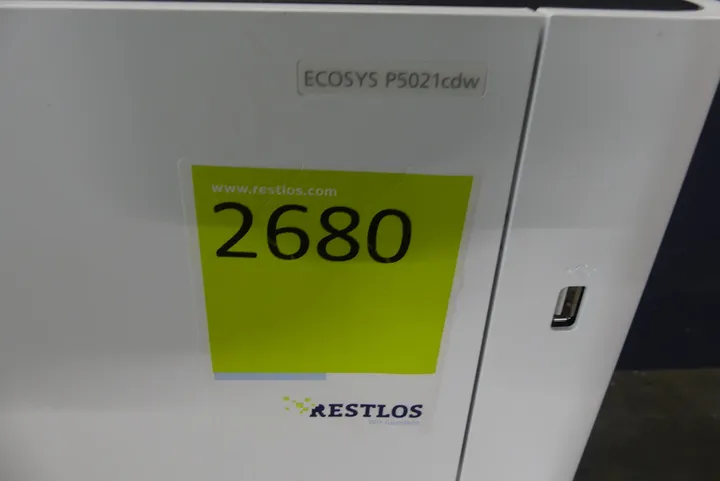 ECOSYS P5021cdw
www.restlos.com
2680
RESTLOS